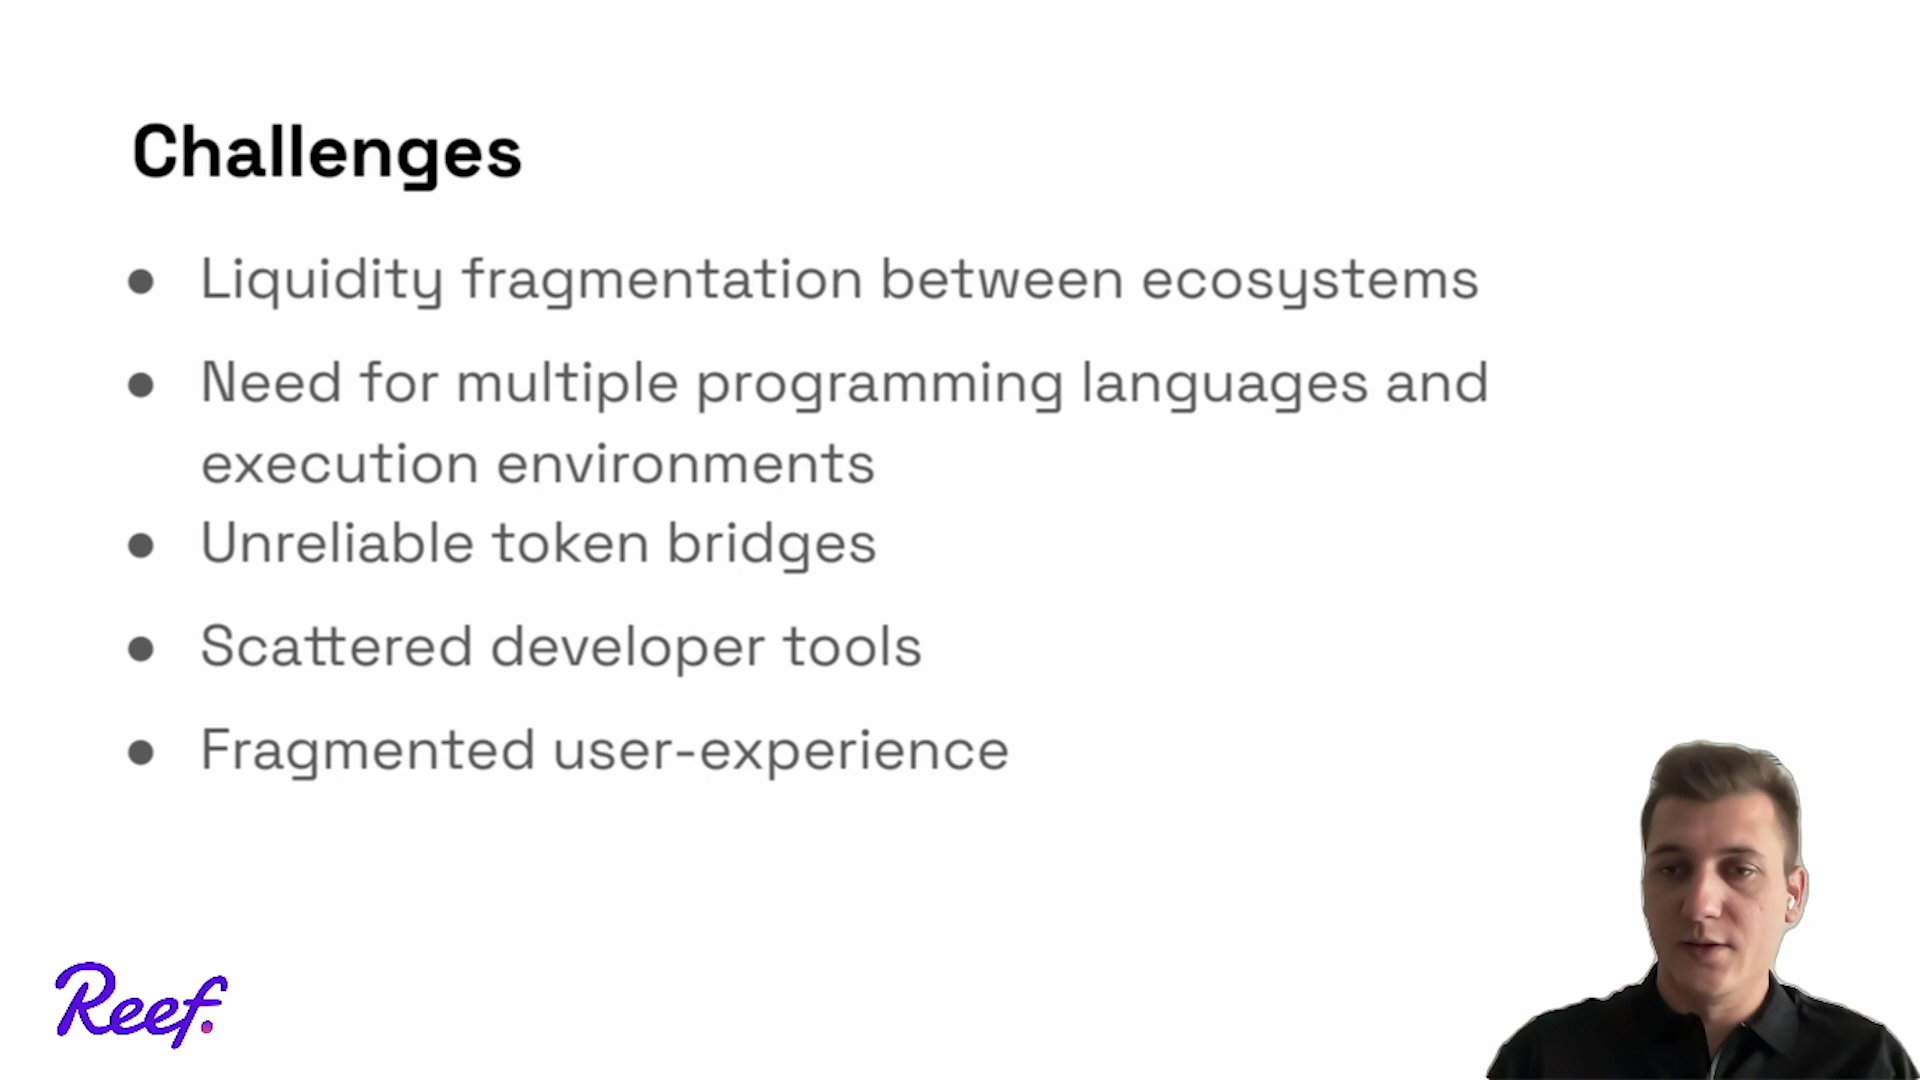 Challenges
● Liquidity fragmentation between ecosystems
● Need for multiple programming languages and
execution environments
● Unreliable token bridges
● Scattered developer tools
● Fragmented user-experience
Reef.